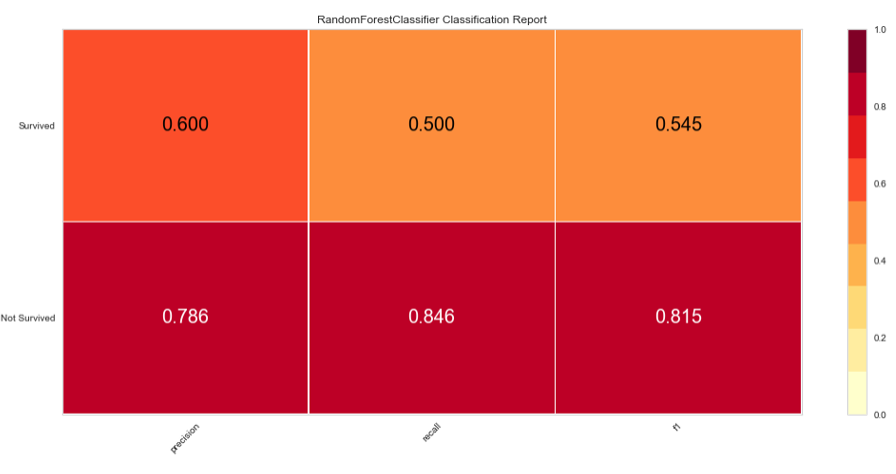 RandomForestClassifier Classification Report
1.0
Survived
0.600
0.500
0.545
0.8
0.6
0.4
Not Survived
0.786
0.846
0.815
0.2
0.0
precision
recall
f1